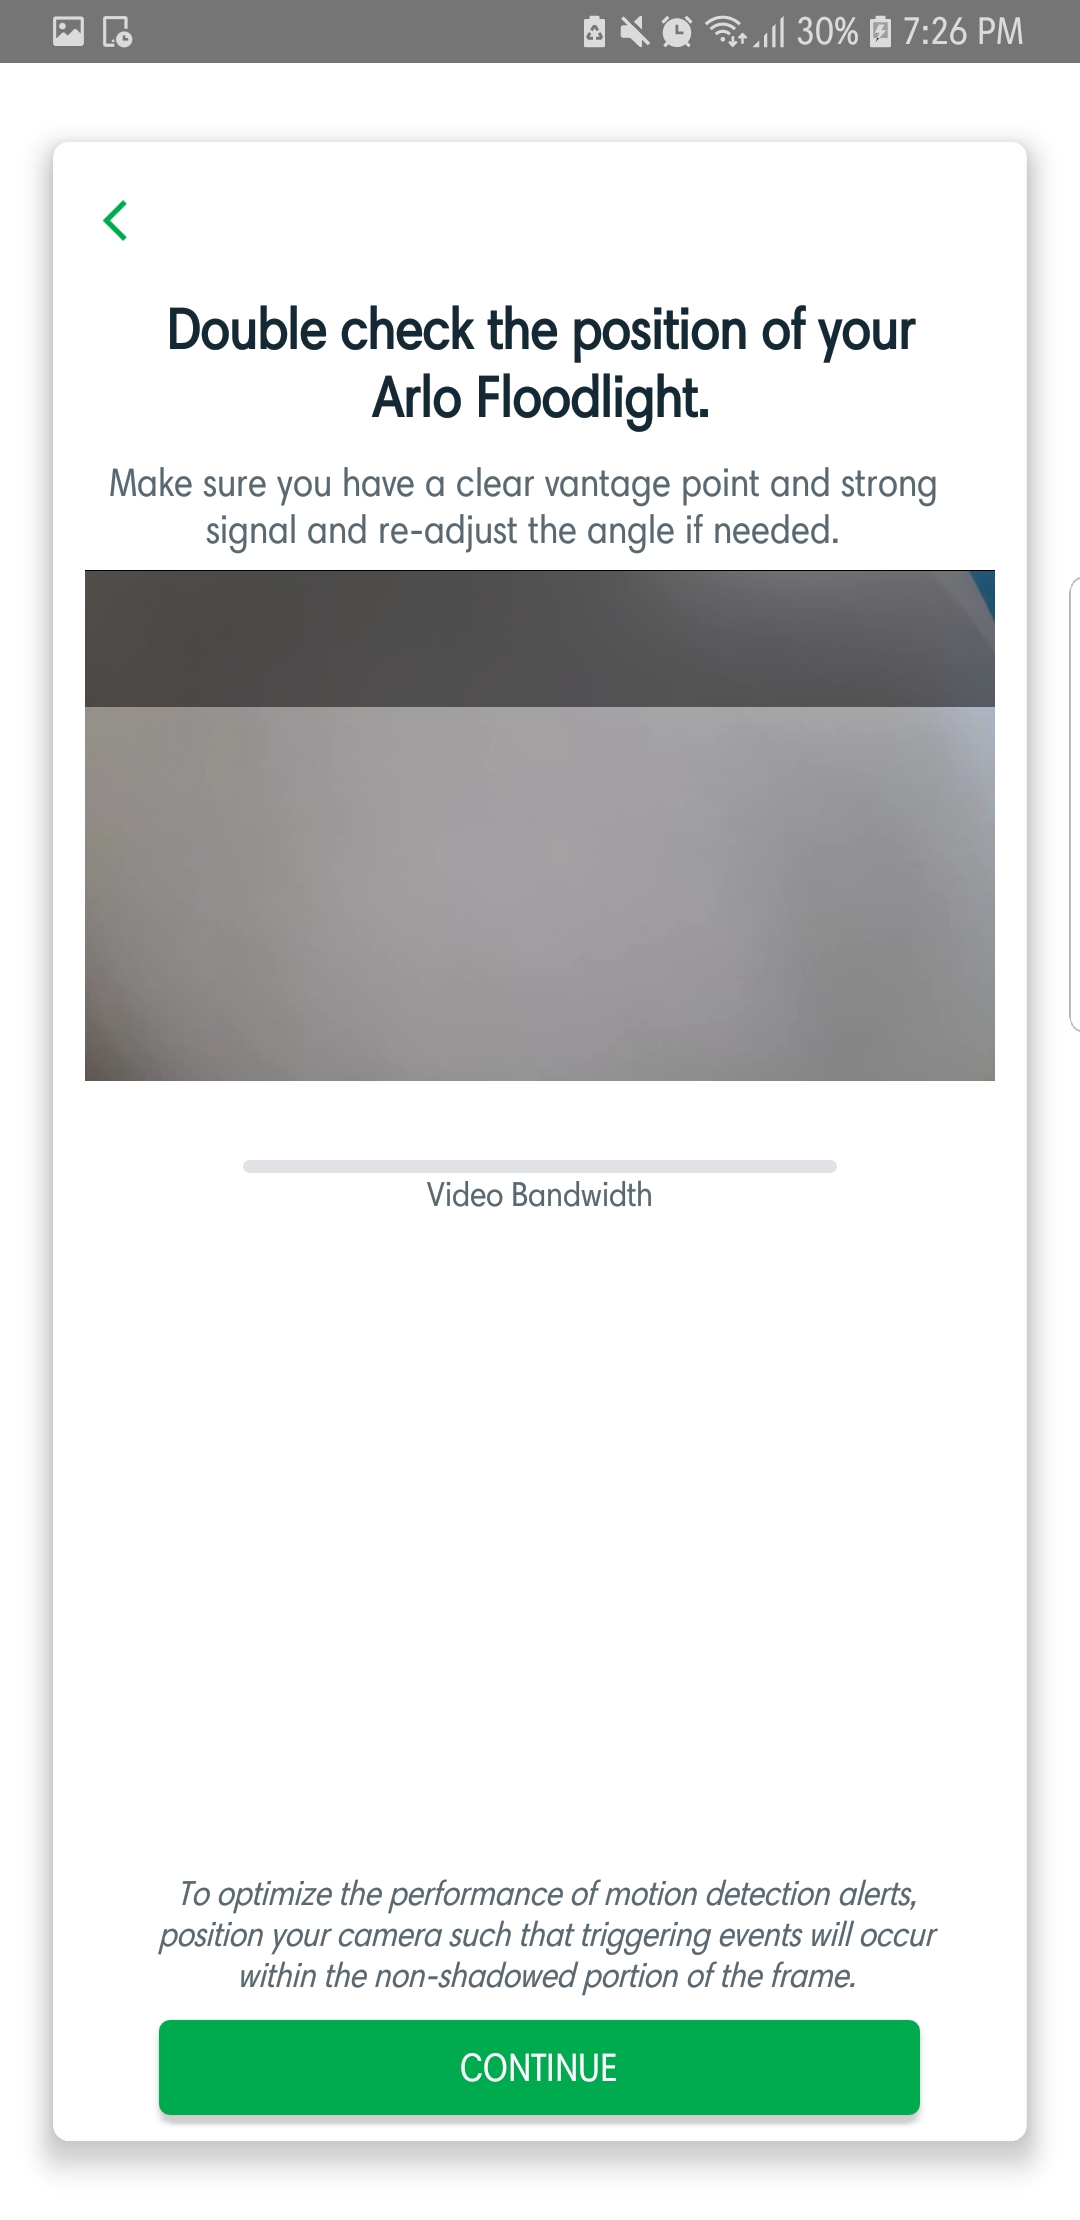 30% 7:26 PM
Double check the position of your
Arlo Floodlight.
Make sure you have a clear vantage point and strong
signal and re-adjust the angle if needed.
Video Bandwidth
To optimize the performance of motion detection alerts,
position your camera such that triggering events will occur
within the non-shadowed portion of the frame.
CONTINUE